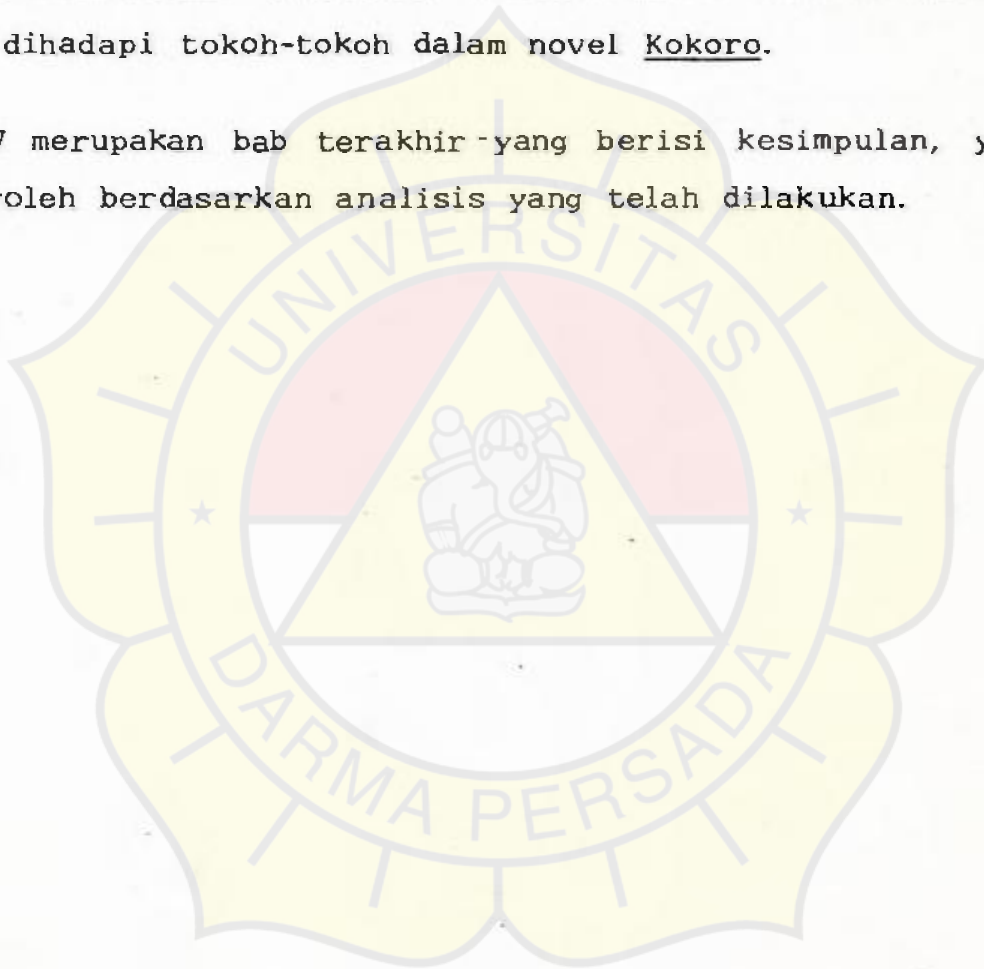 dihadapi tokoh-tokoh dalam novel Kokoro.
merupakan bab terakhir yang berisi kesimpulan, y
roleh berdasarkan analisis yang telah dilakukan.
UNIVERSITAS
DARMA PERSADA